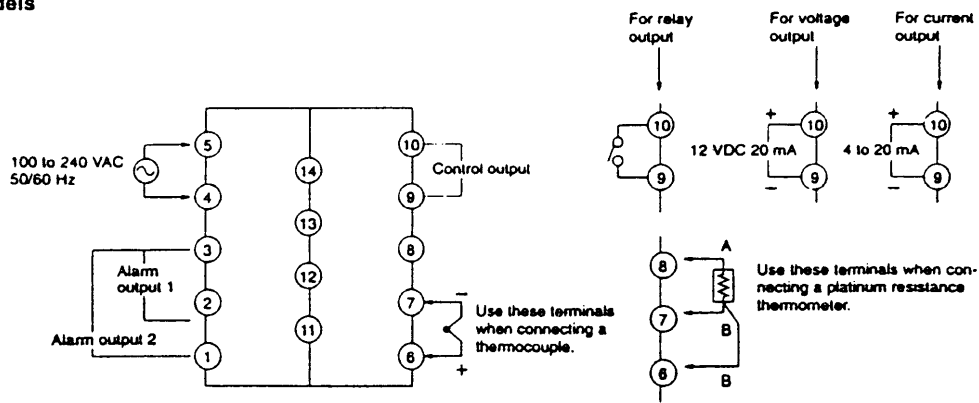 dels
For relay
output
For voltage
output
For current
output
100 to 240 VAC
50/60 Hz
5
4
3
2
1
14
13
12
11
10
9
8
7
6
Control output
Alarm
output 1
Alarm output 2
−
+
Use these terminals
when connecting a
thermocouple.
10
9
12 VDC 20 mA
+
−
10
9
4 to 20 mA
+
−
10
9
8
7
6
A
B
B
Use these terminals when con-
necting a platinum resistance
thermometer.